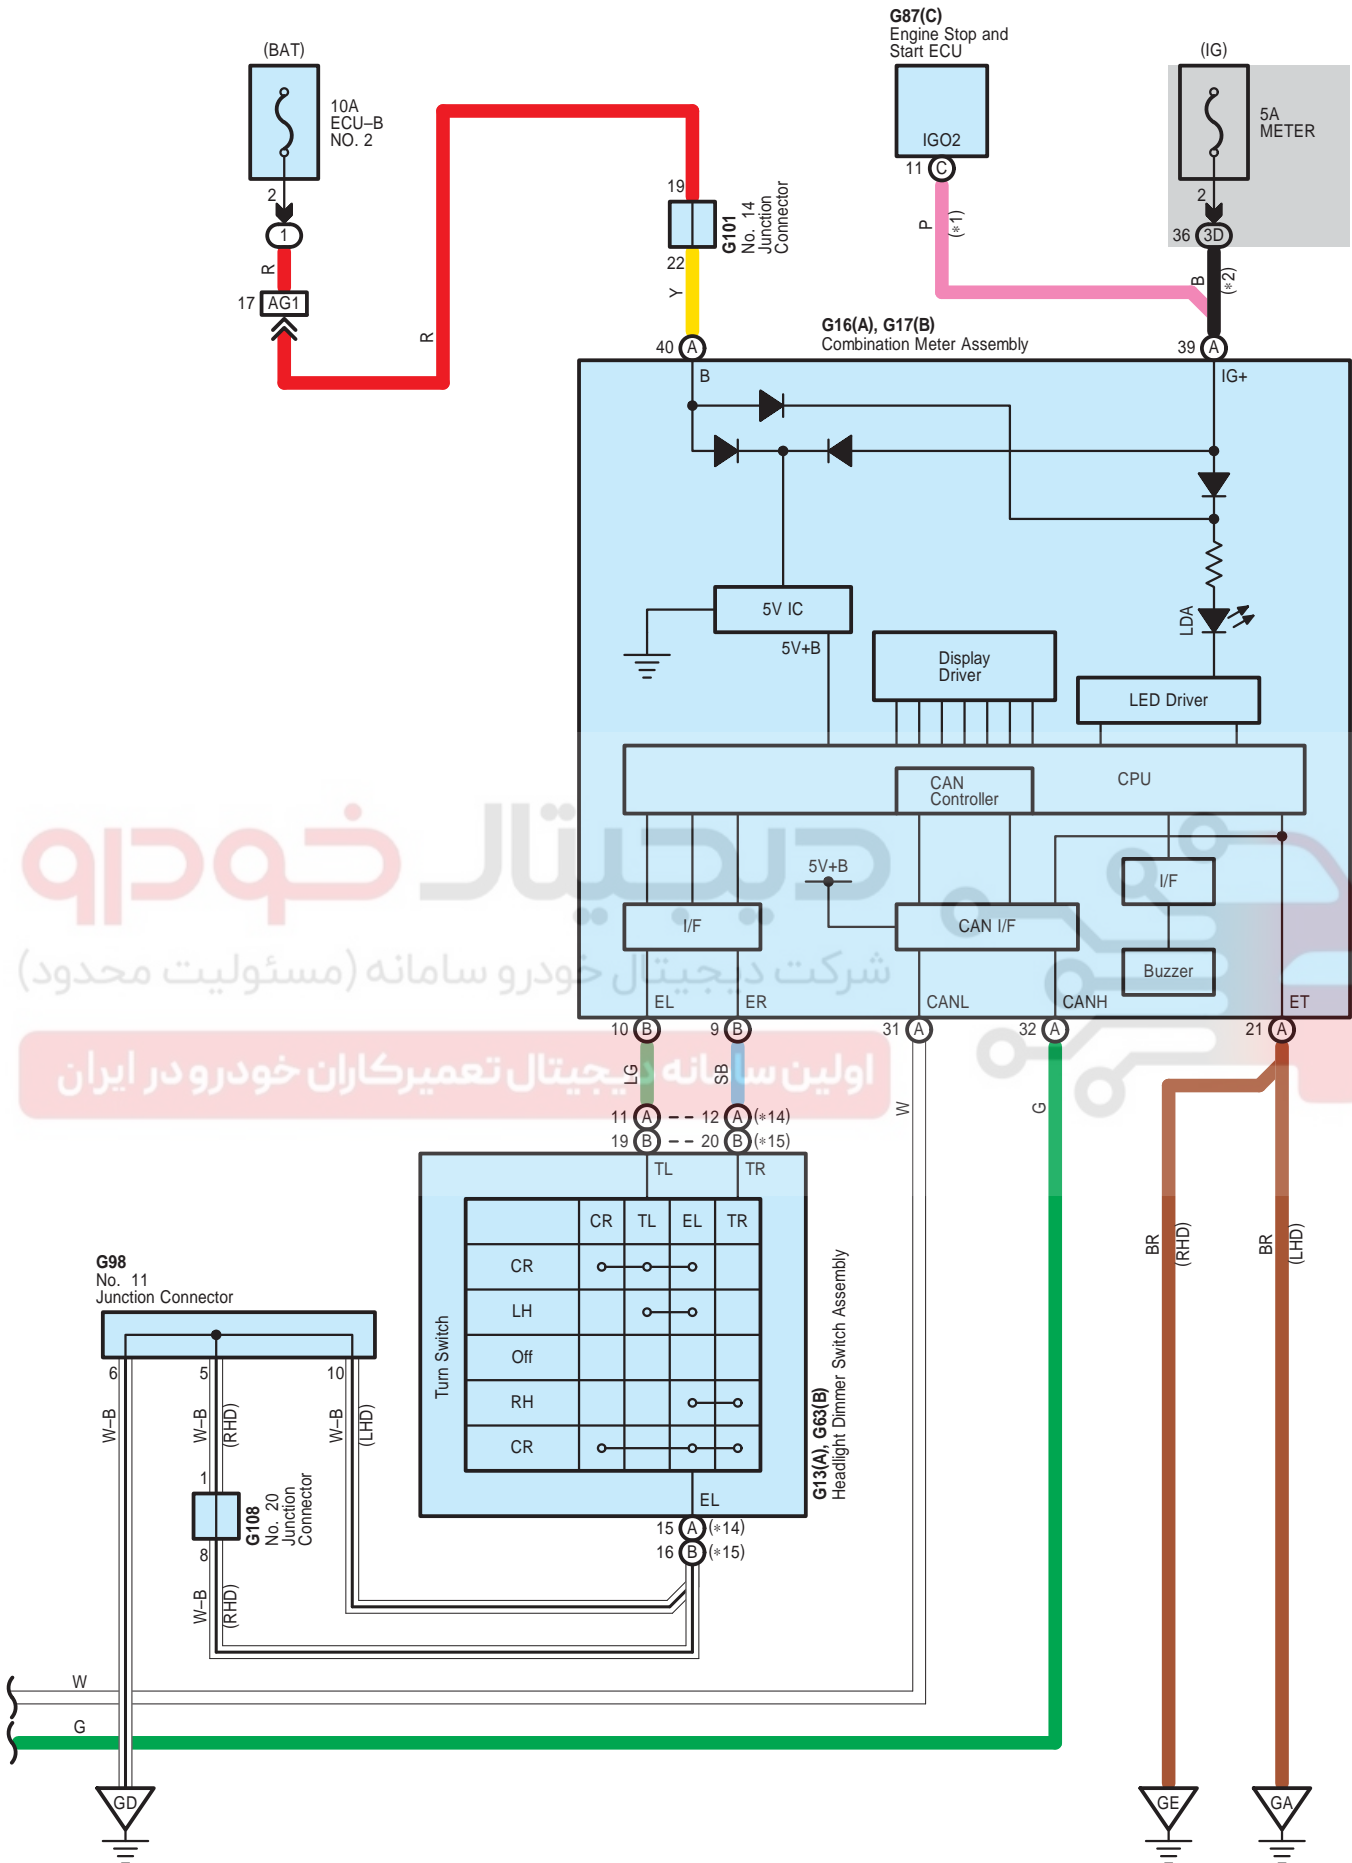 G87(C)
Engine Stop and
Start ECU
(BAT)
(IG)
10A
ECU–B
NO. 2
5A
METER
IGO2
11 C
2
2
1
19
G101
No. 14
Junction
Connector
P
(*1)
36 3D
R
22
B
(*2)
17 AG1
Y
R
G16(A), G17(B)
Combination Meter Assembly
40 A
39 A
B
IG+
5V IC
LDA
5V+B
Display
Driver
LED Driver
CPU
CAN
Controller
دیجیتال خودرو
5V+B
I/F
I/F
CAN I/F
شرکت دیجیتال خودرو سامانه (مسئولیت محدود)
Buzzer
EL
ER
CANL
CANH
ET
10 B
9 B
31 A
32 A
21 A
اولین سامانه دیجیتال تعمیرکاران خودرو در ایران
LG
SB
W
G
11 A
12 A (*14)
19 B
20 B (*15)
TL
TR
CR TL EL TR
CR
LH
Off
RH
CR
Turn Switch
G13(A), G63(B)
Headlight Dimmer Switch Assembly
BR
(RHD)
BR
(LHD)
G98
No. 11
Junction Connector
6
5
10
W–B
W–B
(RHD)
W–B
(LHD)
1
G108
No. 20
Junction
Connector
8
EL
15 A (*14)
16 B (*15)
W–B
(RHD)
W
G
GD
GE
GA